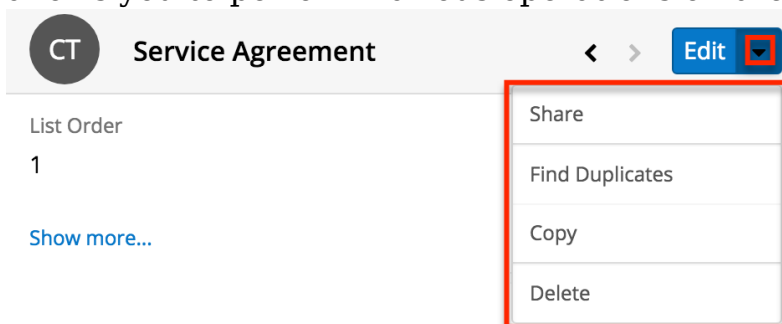 CT Service Agreement Edit
List Order
1
Show more...
Share
Find Duplicates
Copy
Delete